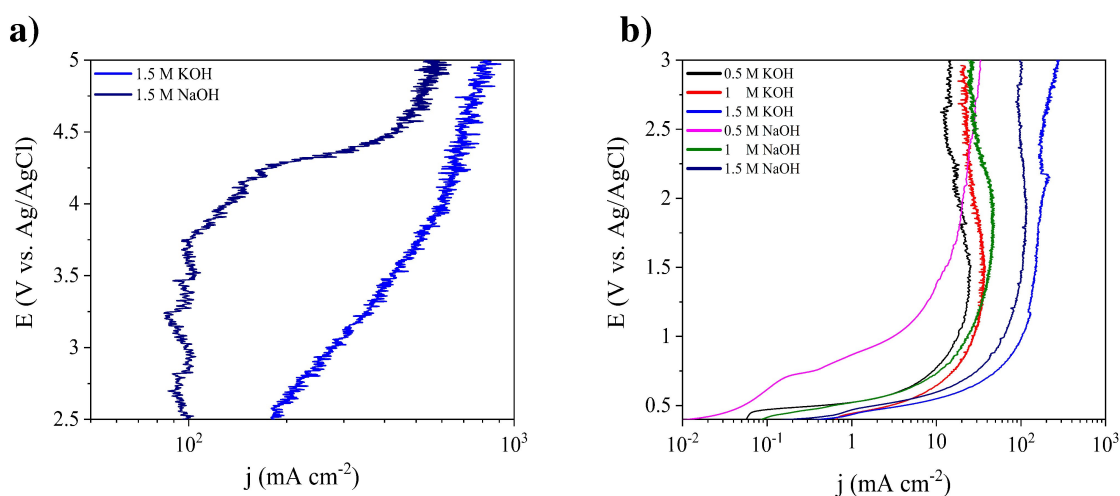 a)
1.5 M KOH
1.5 M NaOH
E (V vs. Ag/AgCl)
5
4.5
4
3.5
3
2.5
10²
10³
j (mA cm⁻²)
b)
0.5 M KOH
1 M KOH
1.5 M KOH
0.5 M NaOH
1 M NaOH
1.5 M NaOH
E (V vs. Ag/AgCl)
3
2.5
2
1.5
1
0.5
10⁻²
10⁻¹
1
10
10²
10³
j (mA cm⁻²)